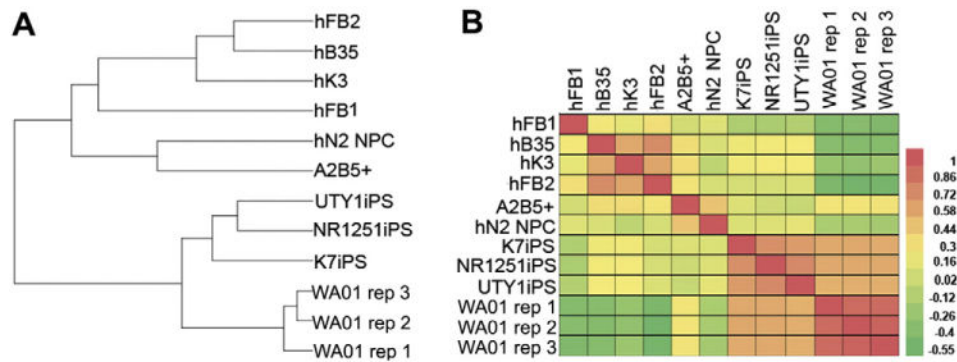 A
hFB2
hB35
hK3
hFB1
hN2 NPC
A2B5+
UTY1iPS
NR1251iPS
K7iPS
WA01 rep 3
WA01 rep 2
WA01 rep 1
B
hFB1
hB35
hK3
hFB2
A2B5+
hN2 NPC
K7iPS
NR1251iPS
UTY1iPS
WA01 rep 1
WA01 rep 2
WA01 rep 3
hFB1
hB35
hK3
hFB2
A2B5+
hN2 NPC
K7iPS
NR1251iPS
UTY1iPS
WA01 rep 1
WA01 rep 2
WA01 rep 3
1
0.86
0.72
0.58
0.44
0.3
0.16
0.02
-0.12
-0.26
-0.4
-0.55